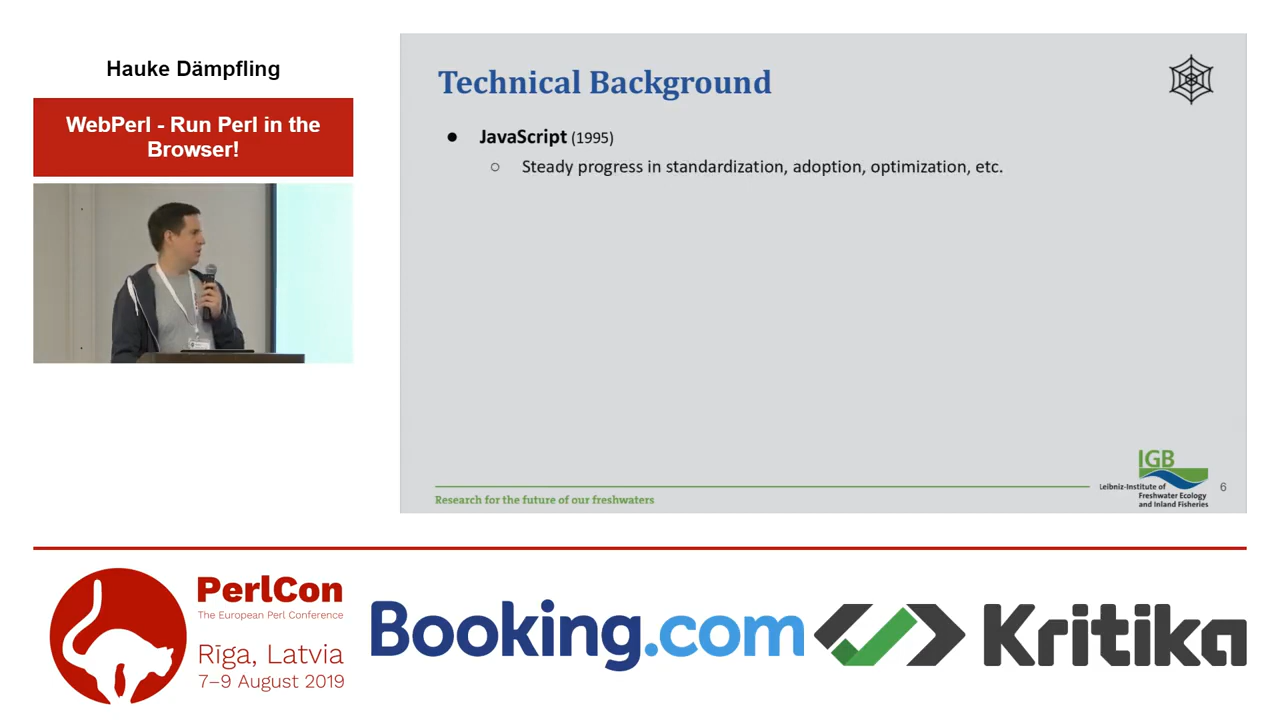 Hauke Dämpfling
WebPerl - Run Perl in the
Browser!
Technical Background
● JavaScript (1995)
○ Steady progress in standardization, adoption, optimization, etc.
Research for the future of our freshwaters
IGB
Leibniz-Institute of
Freshwater Ecology
and Inland Fisheries
6
PerlCon
The European Perl Conference
Rīga, Latvia
7–9 August 2019
Booking.com
Kritika